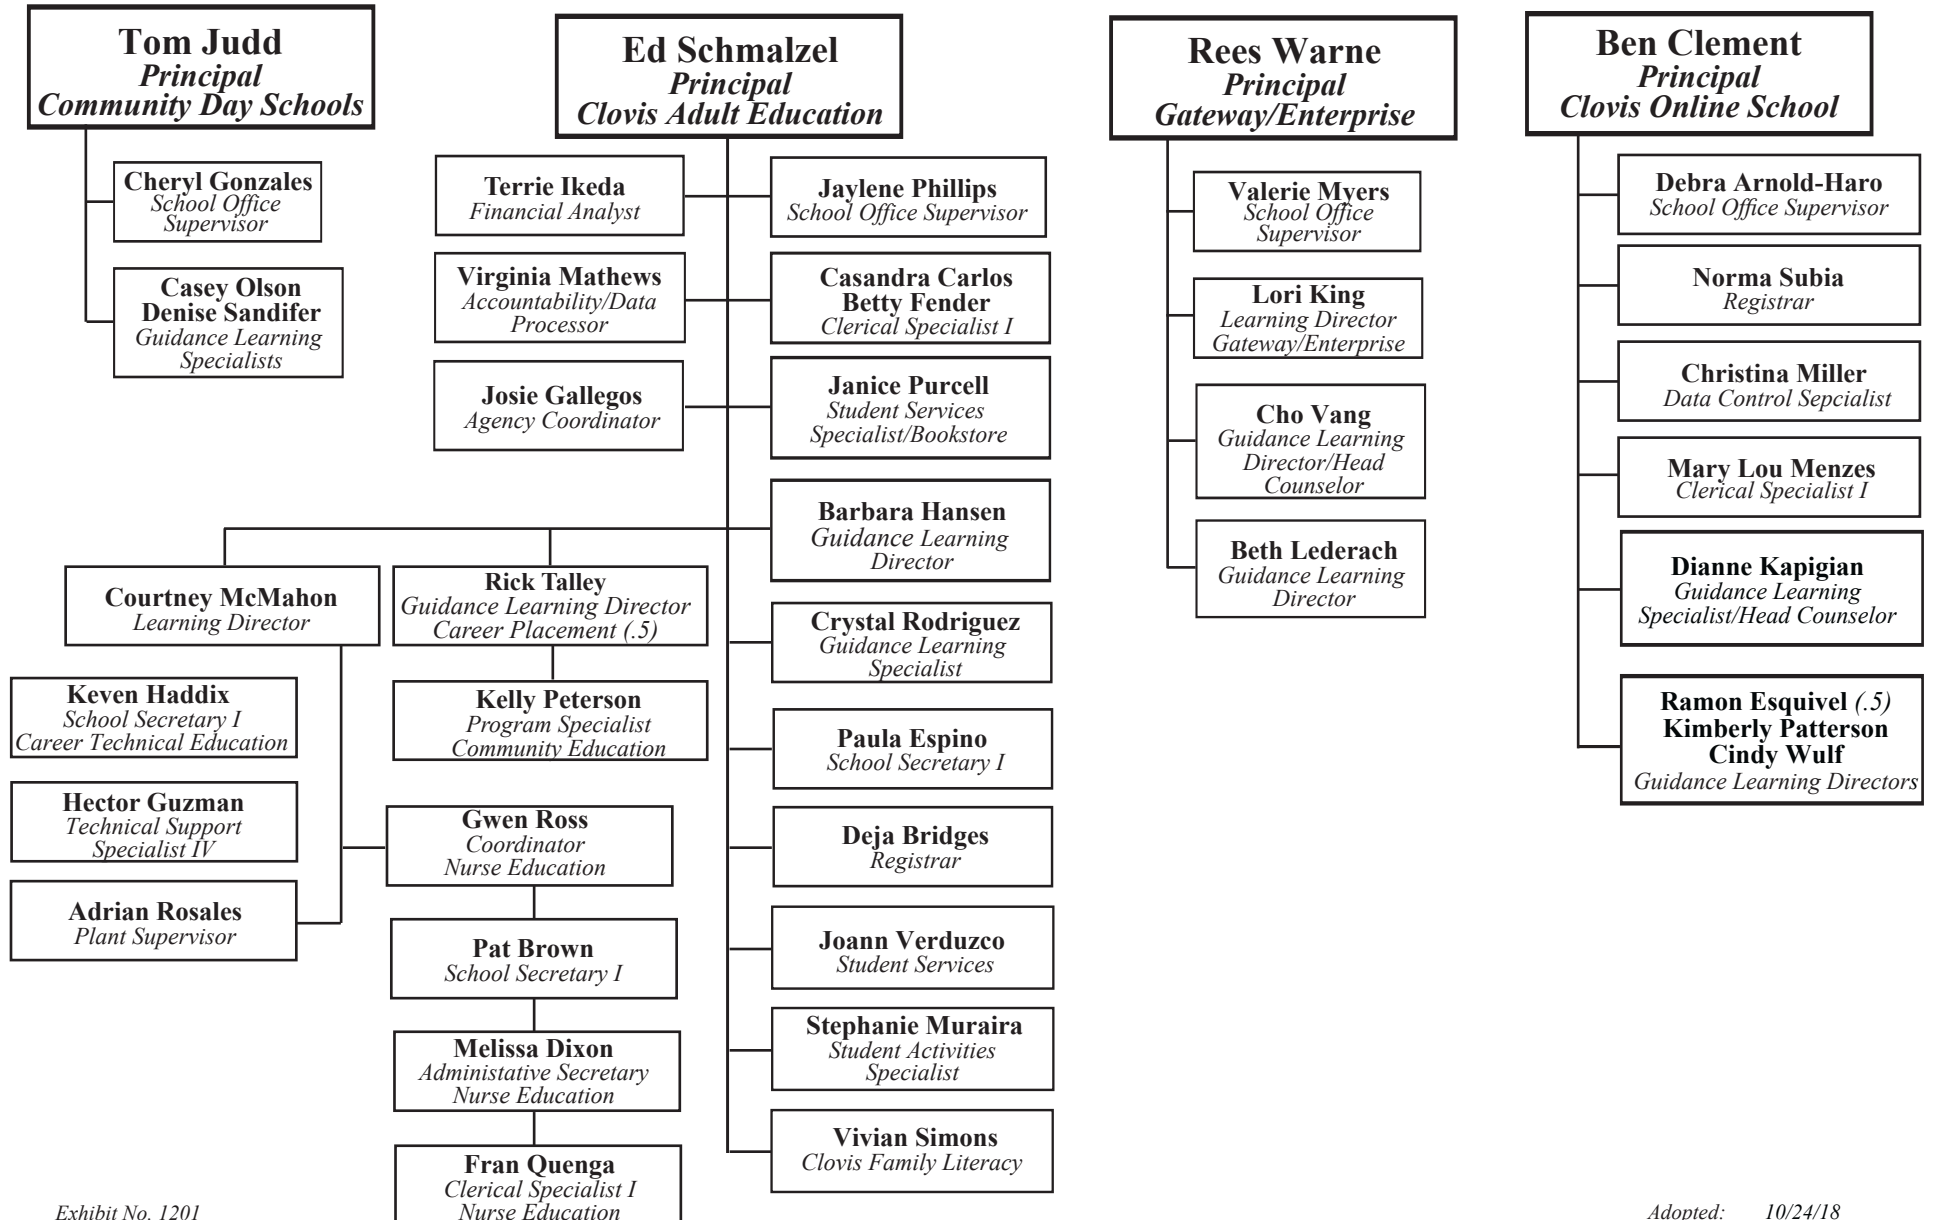 Tom Judd
Principal
Community Day Schools
Cheryl Gonzales
School Office
Supervisor
Casey Olson
Denise Sandifer
Guidance Learning
Specialists
Ed Schmalzel
Principal
Clovis Adult Education
Terrie Ikeda
Financial Analyst
Jaylene Phillips
School Office Supervisor
Virginia Mathews
Accountability/Data
Processor
Casandra Carlos
Betty Fender
Clerical Specialist I
Josie Gallegos
Agency Coordinator
Janice Purcell
Student Services
Specialist/Bookstore
Barbara Hansen
Guidance Learning
Director
Courtney McMahon
Learning Director
Rick Talley
Guidance Learning Director
Career Placement (.5)
Crystal Rodriguez
Guidance Learning
Specialist
Keven Haddix
School Secretary I
Career Technical Education
Kelly Peterson
Program Specialist
Community Education
Paula Espino
School Secretary I
Hector Guzman
Technical Support
Specialist IV
Gwen Ross
Coordinator
Nurse Education
Deja Bridges
Registrar
Adrian Rosales
Plant Supervisor
Pat Brown
School Secretary I
Joann Verduzco
Student Services
Melissa Dixon
Administative Secretary
Nurse Education
Stephanie Muraira
Student Activities
Specialist
Fran Quenga
Clerical Specialist I
Nurse Education
Vivian Simons
Clovis Family Literacy
Rees Warne
Principal
Gateway/Enterprise
Valerie Myers
School Office
Supervisor
Lori King
Learning Director
Gateway/Enterprise
Cho Vang
Guidance Learning
Director/Head
Counselor
Beth Lederach
Guidance Learning
Director
Ben Clement
Principal
Clovis Online School
Debra Arnold-Haro
School Office Supervisor
Norma Subia
Registrar
Christina Miller
Data Control Sepcialist
Mary Lou Menzes
Clerical Specialist I
Dianne Kapigian
Guidance Learning
Specialist/Head Counselor
Ramon Esquivel (.5)
Kimberly Patterson
Cindy Wulf
Guidance Learning Directors
Exhibit No. 1201
Adopted: 10/24/18